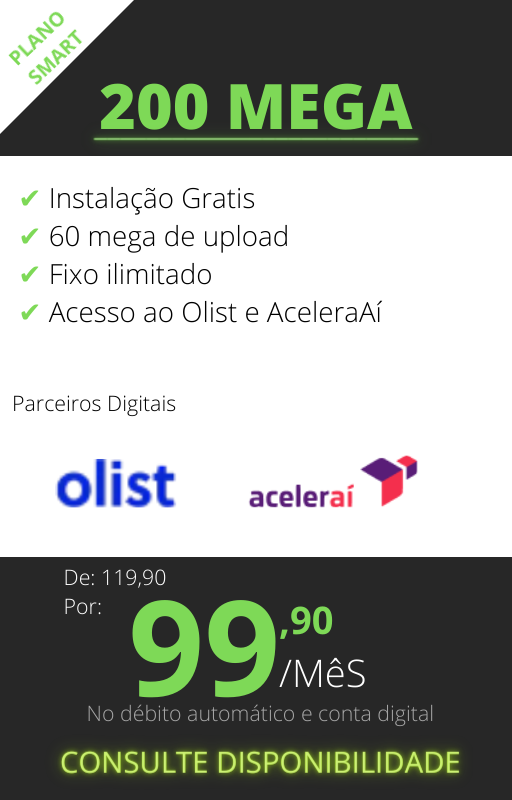 PLANO
SMART
200 MEGA
✔ Instalação Gratis
✔ 60 mega de upload
✔ Fixo ilimitado
✔ Acesso ao Olist e AceleraAí
Parceiros Digitais
olist
aceleraí
De: 119,90
Por:
99,90
/MêS
No débito automático e conta digital
CONSULTE DISPONIBILIDADE